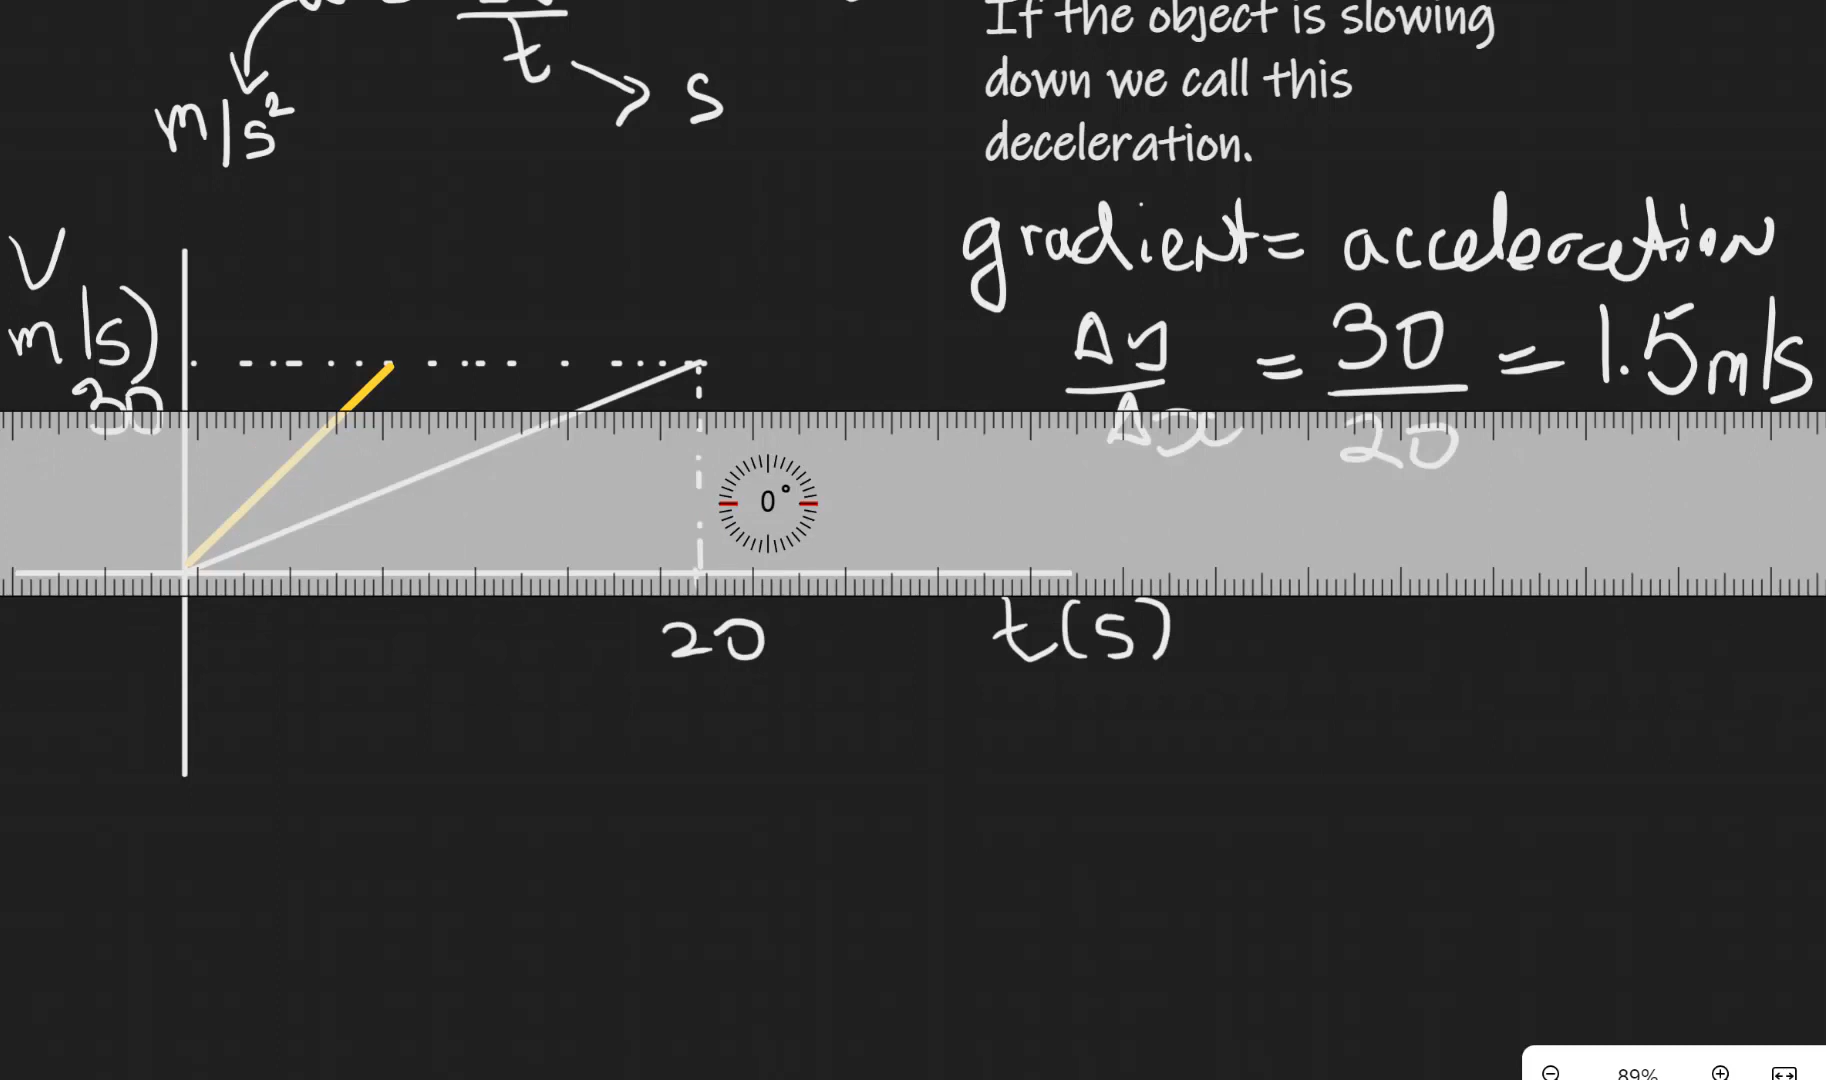 t → s
m/s²
If the object is slowing
down we call this
deceleration.
gradient = acceleration
Δy/Δx = 30/20 = 1.5m/s
V
m/s)
30
0°
20
t(s)
89%